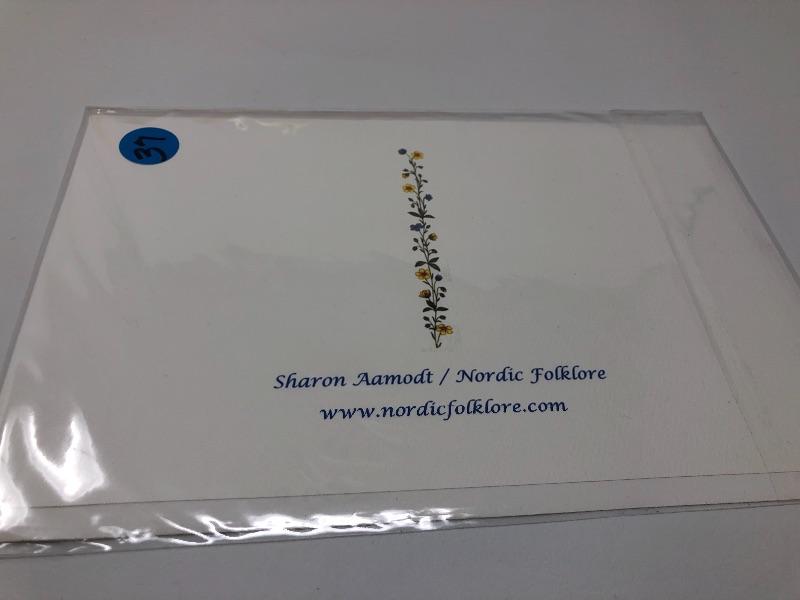 37
Sharon Aamodt / Nordic Folklore
www.nordicfolklore.com